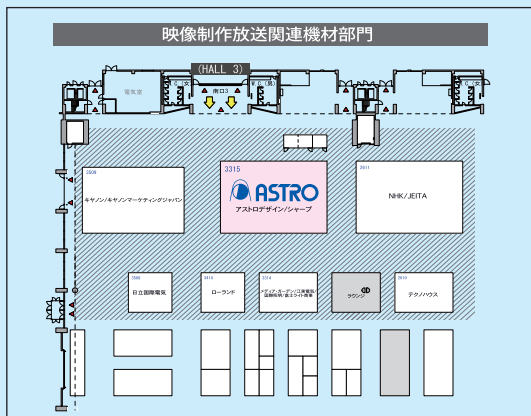 映像制作放送関連機材部門
(HALL 3)
電気室
W.C(女)
南口3
W.C(男)
3509
キヤノン/キヤノンマーケティングジャパン
3315
ASTRO
アストロデザイン/シャープ
NHK/JEITA
日立国際電気
ローランド
3314
ラウンジ
テクノハウス